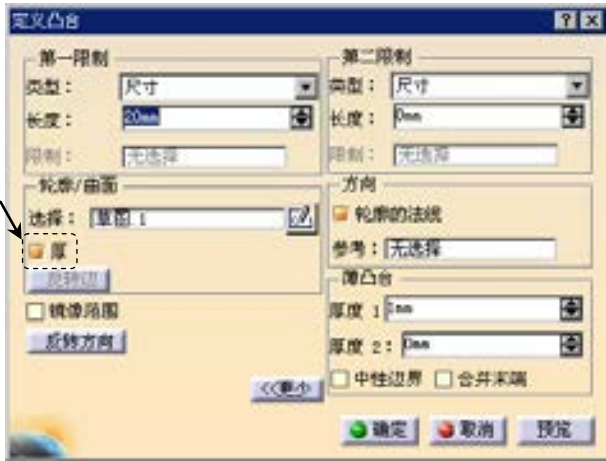 定义凸台
第一限制
类型： 尺寸
长度： 20mm
限制： 无选择
轮廓/曲面
选择： 草图.1
厚
反转边
镜像范围
反转方向
<<更少
第二限制
类型： 尺寸
长度： 0mm
限制： 无选择
方向
轮廓的法线
参考： 无选择
薄凸台
厚度 1 1mm
厚度 2： 0mm
中性边界 合并末端
确定 取消 预览